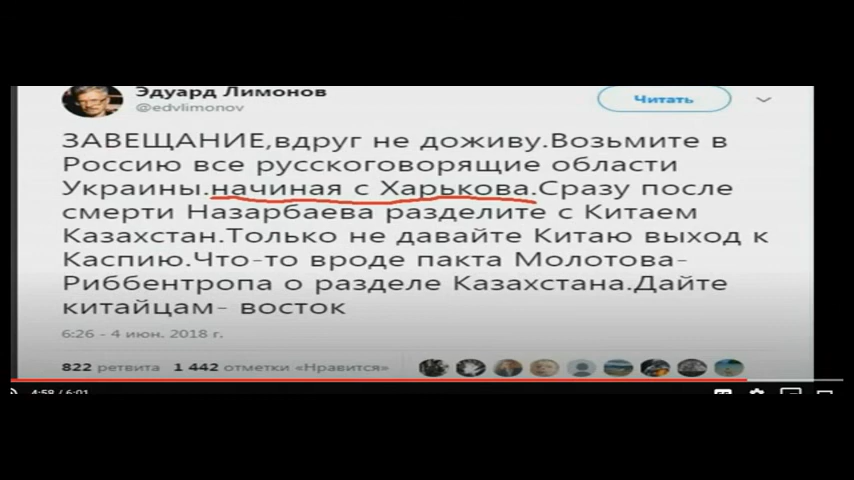 Эдуард Лимонов
@edvlimonov
Читать
ЗАВЕЩАНИЕ,вдруг не доживу.Возьмите в
Россию все русскоговорящие области
Украины.начиная с Харькова.Сразу после
смерти Назарбаева разделите с Китаем
Казахстан.Только не давайте Китаю выход к
Каспию.Что-то вроде пакта Молотова-
Риббентропа о разделе Казахстана.Дайте
китайцам- восток
6:26 - 4 июн. 2018 г.
822 ретвита 1 442 отметки «Нравится»
4:58 / 6:01